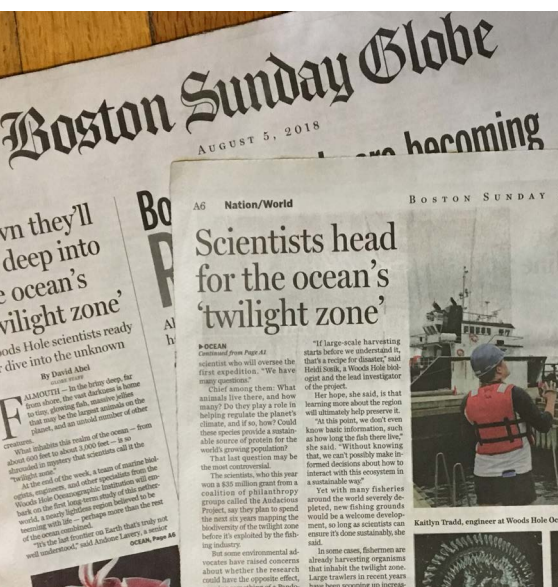 Boston Sunday Globe
AUGUST 5, 2018
are becoming
wn they'll
deep into
e ocean's
wilight zone'
ods Hole scientists ready
dive into the unknown
By David Abel
GLOBE STAFF
FALMOUTH — In the briny deep, far
from shore, the vast darkness is home
to tiny, glowing fish, massive jellies
that may be the largest animals on the
planet, and an untold number of other
creatures.
What inhabits this realm of the ocean — from
about 600 feet to about 3,000 feet — is so
shrouded in mystery that scientists call it the
"twilight zone."
At the end of the week, a team of marine biol-
ogists, engineers, and other specialists from the
Woods Hole Oceanographic Institution will em-
bark on the first long-term study of this nether-
world, a nearly lightless region believed to be
teeming with life — perhaps more than the rest
of the ocean combined.
"It's the last frontier on Earth that's truly not
well understood," said Andone Lavery, a senior
OCEAN, Page A6
Bo
R
A6 Nation/World
BOSTON SUNDAY
Scientists head
for the ocean's
'twilight zone'
▶OCEAN
Continued from Page A1
scientist who will oversee the
first expedition. "We have
many questions."
Chief among them: What
animals live there, and how
many? Do they play a role in
helping regulate the planet's
climate, and if so, how? Could
these species provide a sustain-
able source of protein for the
world's growing population?
That last question may be
the most controversial.
The scientists, who this year
won a $35 million grant from a
coalition of philanthropy
groups called the Audacious
Project, say they plan to spend
the next six years mapping the
biodiversity of the twilight zone
before it's exploited by the fish-
ing industry.
But some environmental ad-
vocates have raised concerns
about whether the research
could have the opposite effect,
"If large-scale harvesting
starts before we understand it,
that's a recipe for disaster," said
Heidi Sosik, a Woods Hole biol-
ogist and the lead investigator
of the project.
Her hope, she said, is that
learning more about the region
will ultimately help preserve it.
"At this point, we don't even
know basic information, such
as how long the fish there live,"
she said. "Without knowing
that, we can't possibly make in-
formed decisions about how to
interact with this ecosystem in
a sustainable way."
Yet with many fisheries
around the world severely de-
pleted, new fishing grounds
would be a welcome develop-
ment, so long as scientists can
ensure it's done sustainably, she
said.
In some cases, fishermen are
already harvesting organisms
that inhabit the twilight zone.
Large trawlers in recent years
have been scooping up increas-
Kaitlyn Tradd, engineer at Woods Hole Oc